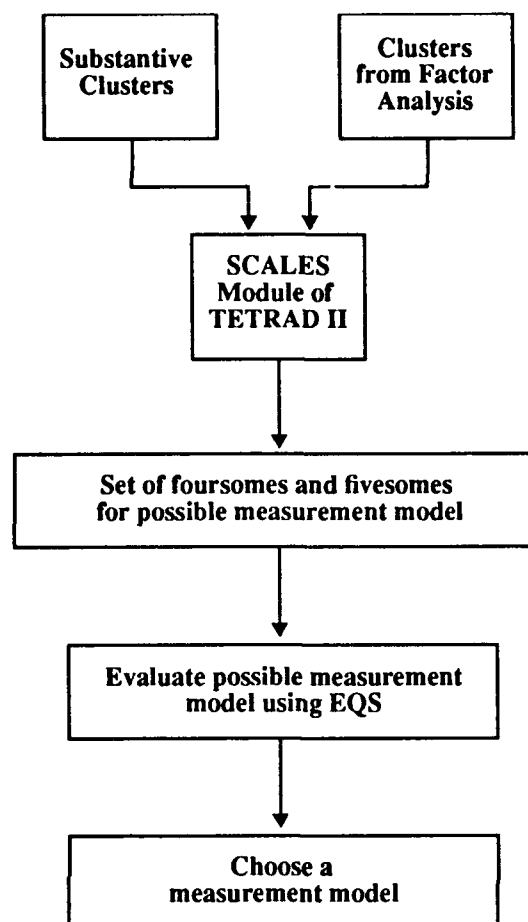 Substantive
Clusters
Clusters
from Factor
Analysis
SCALES
Module of
TETRAD II
Set of foursomes and fivesomes
for possible measurement model
Evaluate possible measurement
model using EQS
Choose a
measurement model